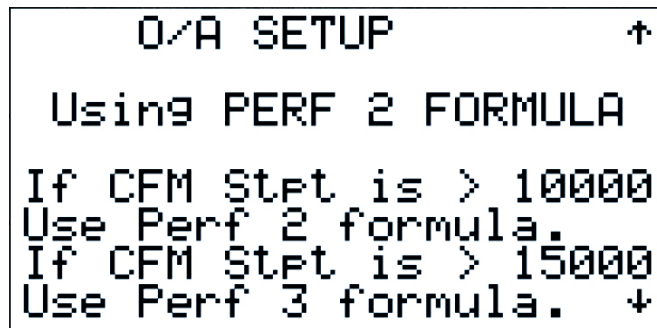 O/A SETUP ↑
Using PERF 2 FORMULA
If CFM Stpt is > 10000
Use Perf 2 formula.
If CFM Stpt is > 15000
Use Perf 3 formula. ↓